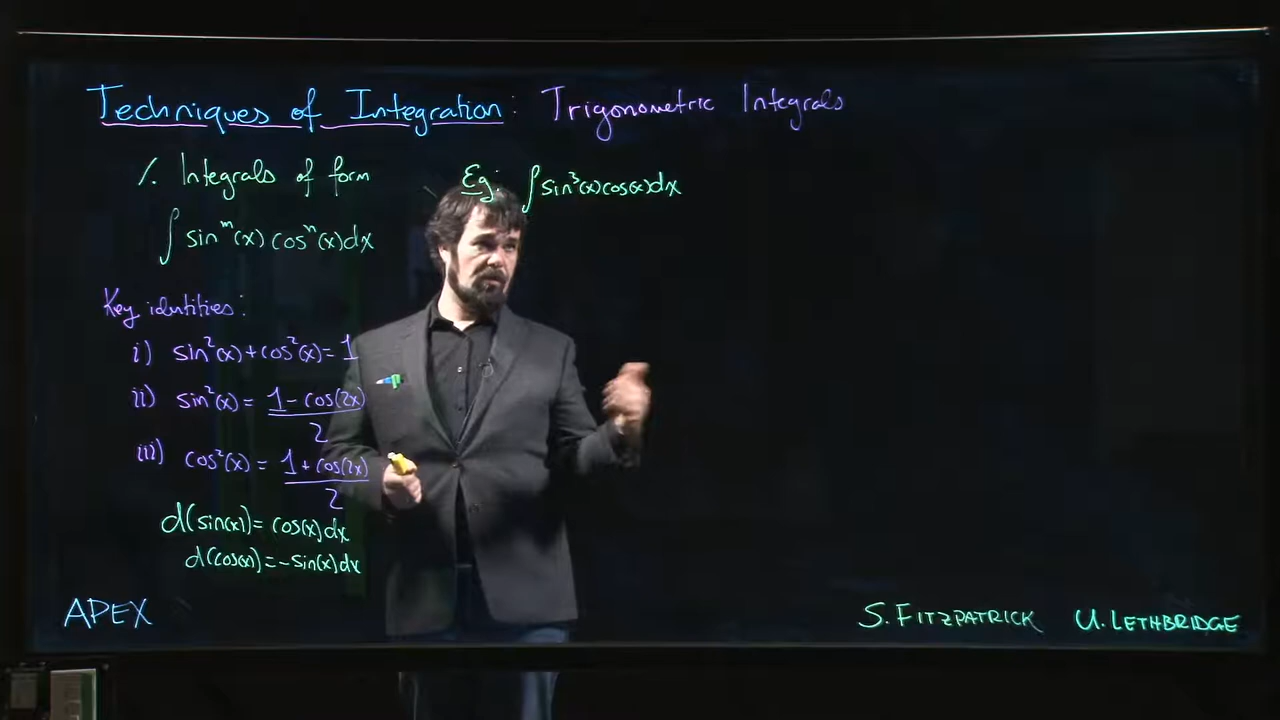 Techniques of Integration: Trigonometric Integrals
1. Integrals of form
∫ sin^m(x) cos^n(x)dx
Eg: ∫sin³(x)cos(x)dx
Key identities:
i) sin²(x)+cos²(x)=1
ii) sin²(x)= (1-cos(2x))/2
iii) cos²(x) = (1+cos(2x))/2
d(sin(x))= cos(x)dx
d(cos(x))=-sin(x)dx
APEX
S. FITZPATRICK U. LETHBRIDGE